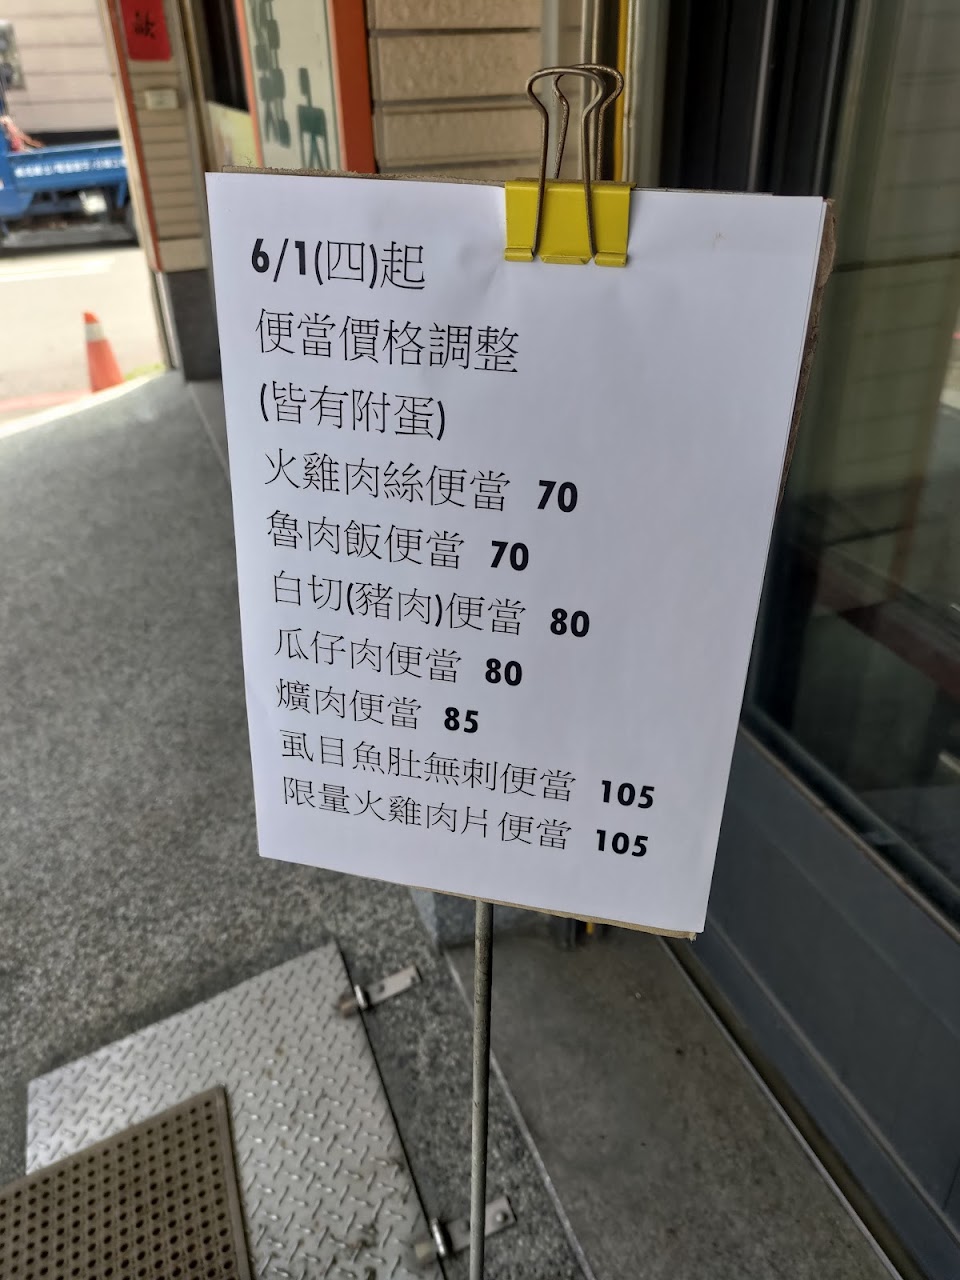 6/1(四)起
便當價格調整
(皆有附蛋)
火雞肉絲便當 70
魯肉飯便當 70
白切(豬肉)便當 80
瓜仔肉便當 80
爌肉便當 85
虱目魚肚無刺便當 105
限量火雞肉片便當 105